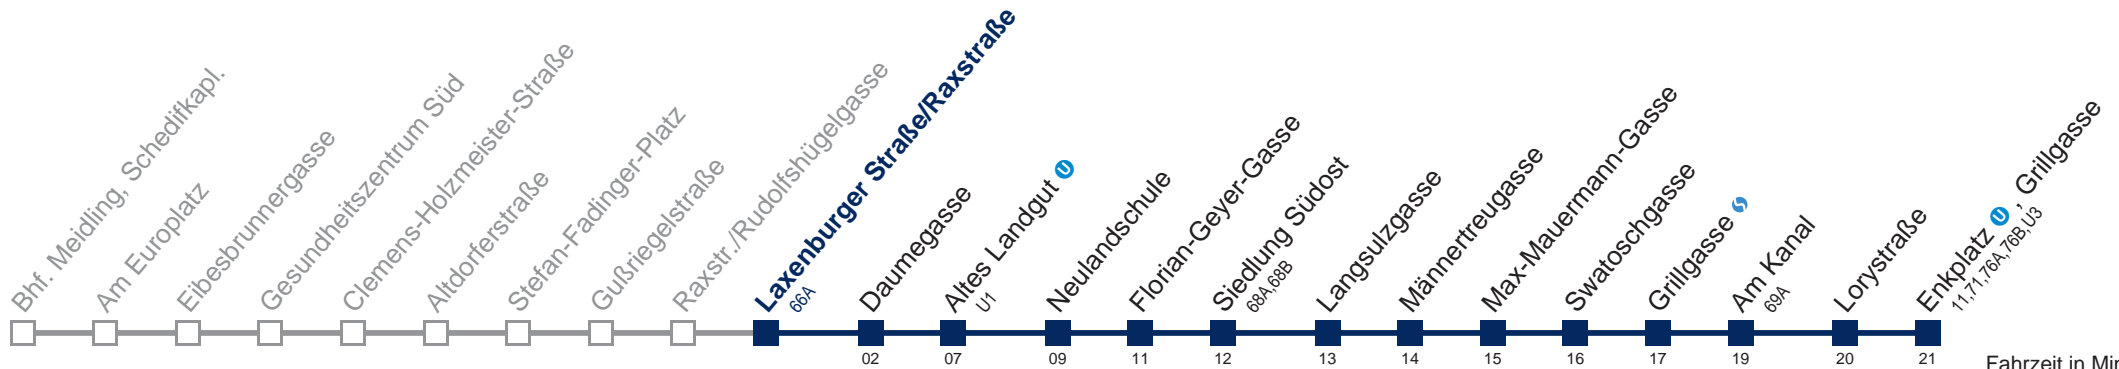 Bhf. Meidling, Schedifkapl.
Am Europlatz
Eibesbrunnergasse
Gesundheitszentrum Süd
Clemens-Holzmeister-Straße
Altdorferstraße
Stefan-Fadinger-Platz
Gußriegelstraße
Raxstr./Rudolfshügelgasse
Laxenburger Straße/Raxstraße
66A
Daumegasse
Altes Landgut U
U1
Neulandschule
Florian-Geyer-Gasse
Siedlung Südost
68A,68B
Langsulzgasse
Männertreugasse
Max-Mauermann-Gasse
Swatoschgasse
Grillgasse S
Am Kanal
69A
Lorystraße
Enkplatz U , Grillgasse
11,71,76A,76B,U3
02 07 09 11 12 13 14 15 16 17 19 20 21
Fahrzeit in Min